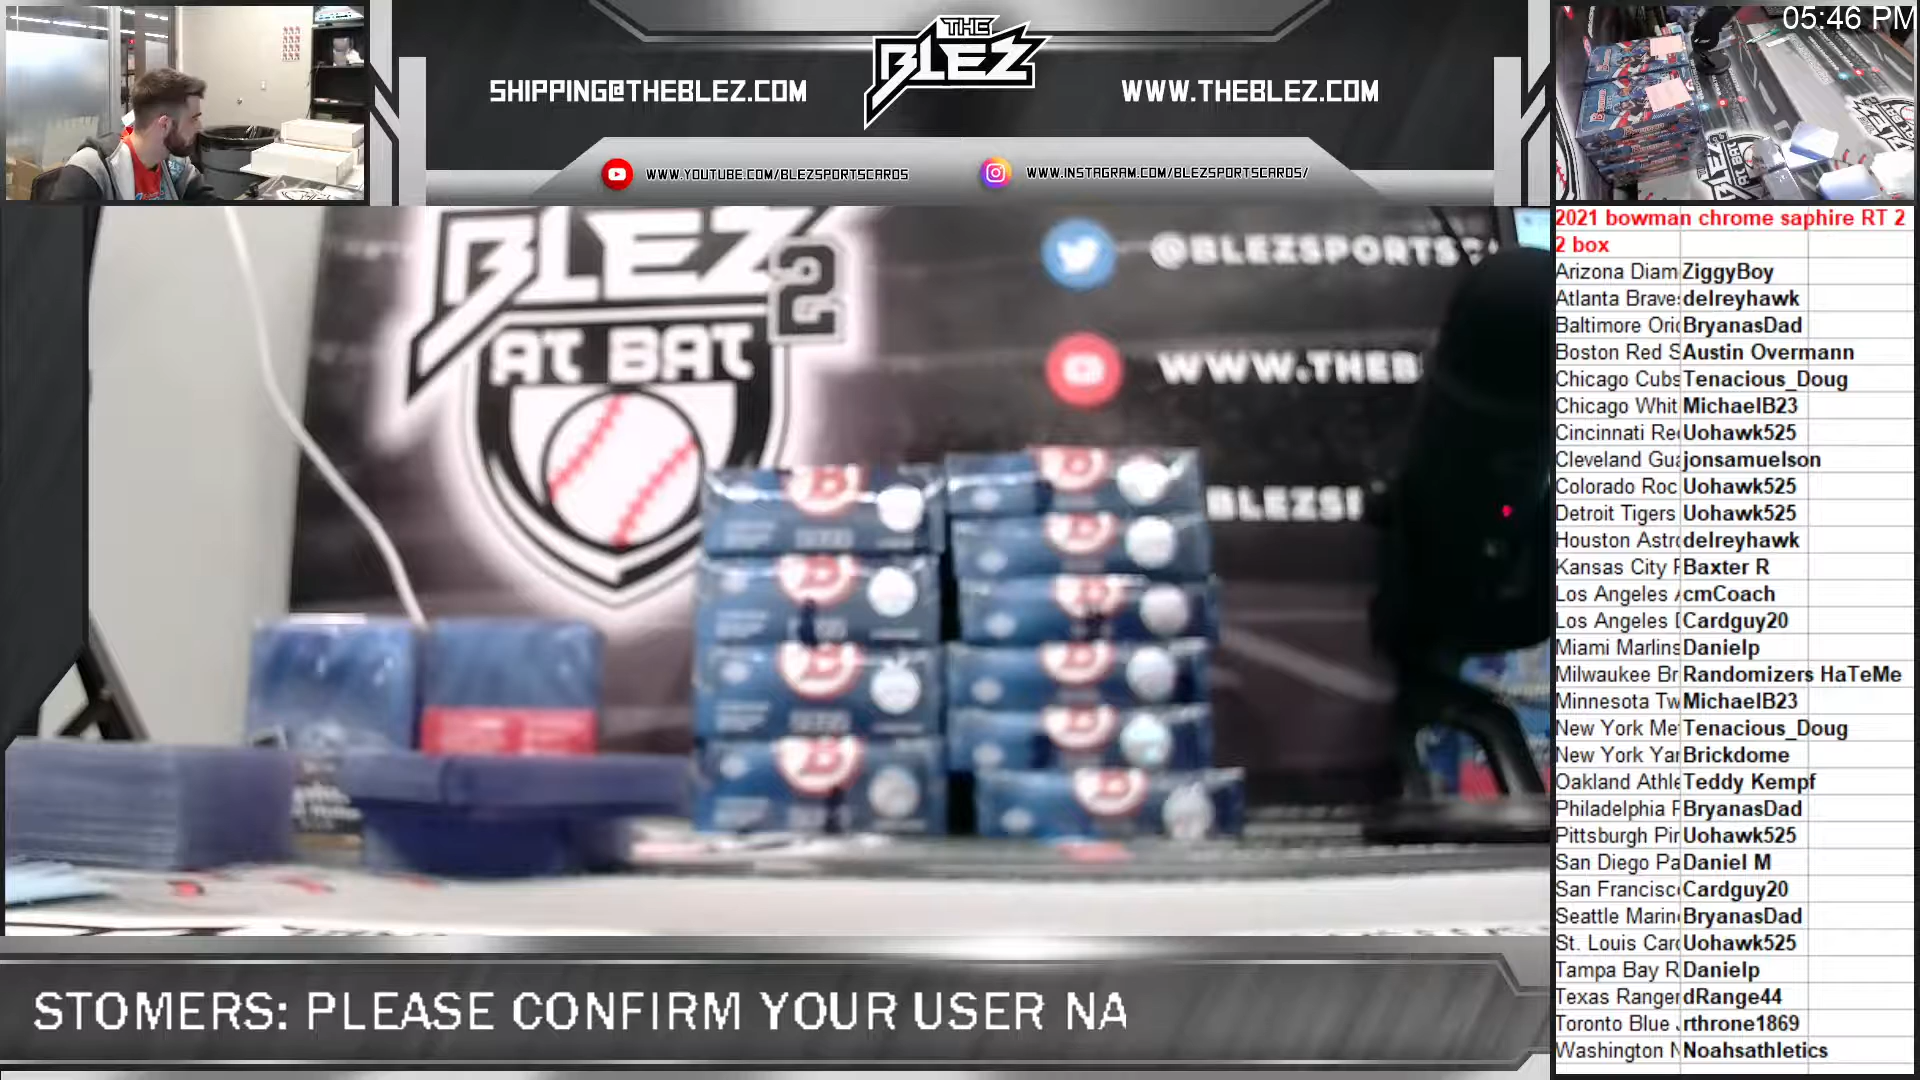 THE
BLEZ
SHIPPING@THEBLEZ.COM
WWW.THEBLEZ.COM
WWW.YOUTUBE.COM/BLEZSPORTSCARDS
WWW.INSTAGRAM.COM/BLEZSPORTSCARDS/
05:46 PM
BLEZ 2
AT BAT
@BLEZSPORTS
WWW.THEB
BLEZS
2021 bowman chrome saphire RT 2
2 box
Arizona Diam ZiggyBoy
Atlanta Brave delreyhawk
Baltimore Ori BryanasDad
Boston Red S Austin Overmann
Chicago Cubs Tenacious_Doug
Chicago Whit MichaelB23
Cincinnati Re Uohawk525
Cleveland Gua jonsamuelson
Colorado Roc Uohawk525
Detroit Tigers Uohawk525
Houston Astr delreyhawk
Kansas City Baxter R
Los Angeles cmCoach
Los Angeles Cardguy20
Miami Marlins Danielp
Milwaukee Br Randomizers HaTeMe
Minnesota Tw MichaelB23
New York Me Tenacious_Doug
New York Yan Brickdome
Oakland Athle Teddy Kempf
Philadelphia BryanasDad
Pittsburgh Pir Uohawk525
San Diego Pa Daniel M
San Francisc Cardguy20
Seattle Marin BryanasDad
St. Louis Car Uohawk525
Tampa Bay R Danielp
Texas Ranger dRange44
Toronto Blue rthrone1869
Washington N Noahsathletics
STOMERS: PLEASE CONFIRM YOUR USER NA